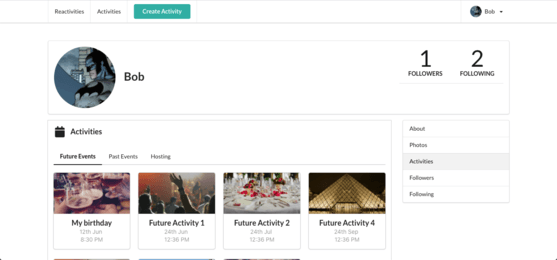 Reactivities Activities Create Activity Bob
Bob
1 2
FOLLOWERS FOLLOWING
Activities
Future Events Past Events Hosting
My birthday
12th Jun
8:30 PM
Future Activity 1
24th Jun
12:36 PM
Future Activity 2
24th Jul
12:36 PM
Future Activity 4
24th Sep
12:36 PM
About
Photos
Activities
Followers
Following